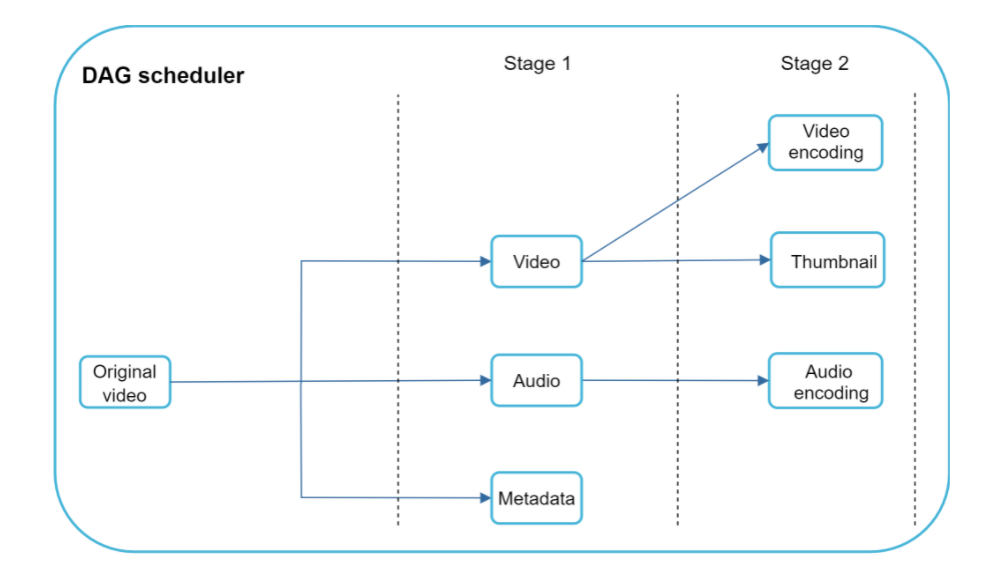 DAG scheduler
Stage 1
Stage 2
Video
encoding
Video
Thumbnail
Original
video
Audio
Audio
encoding
Metadata